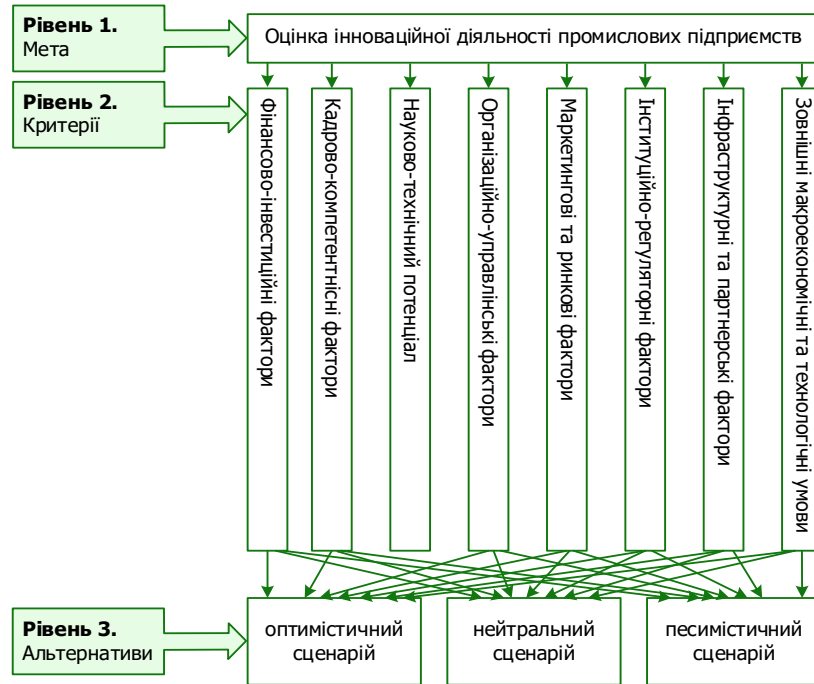 Рівень 1.
Мета
Оцінка інноваційної діяльності промислових підприємств
Рівень 2.
Критерії
Фінансово-інвестиційні фактори
Кадрово-компетентнісні фактори
Науково-технічний потенціал
Організаційно-управлінські фактори
Маркетингові та ринкові фактори
Інституційно-регуляторні фактори
Інфраструктурні та партнерські фактори
Зовнішні макроекономічні та технологічні умови
Рівень 3.
Альтернативи
оптимістичний
сценарій
нейтральний
сценарій
песимістичний
сценарій